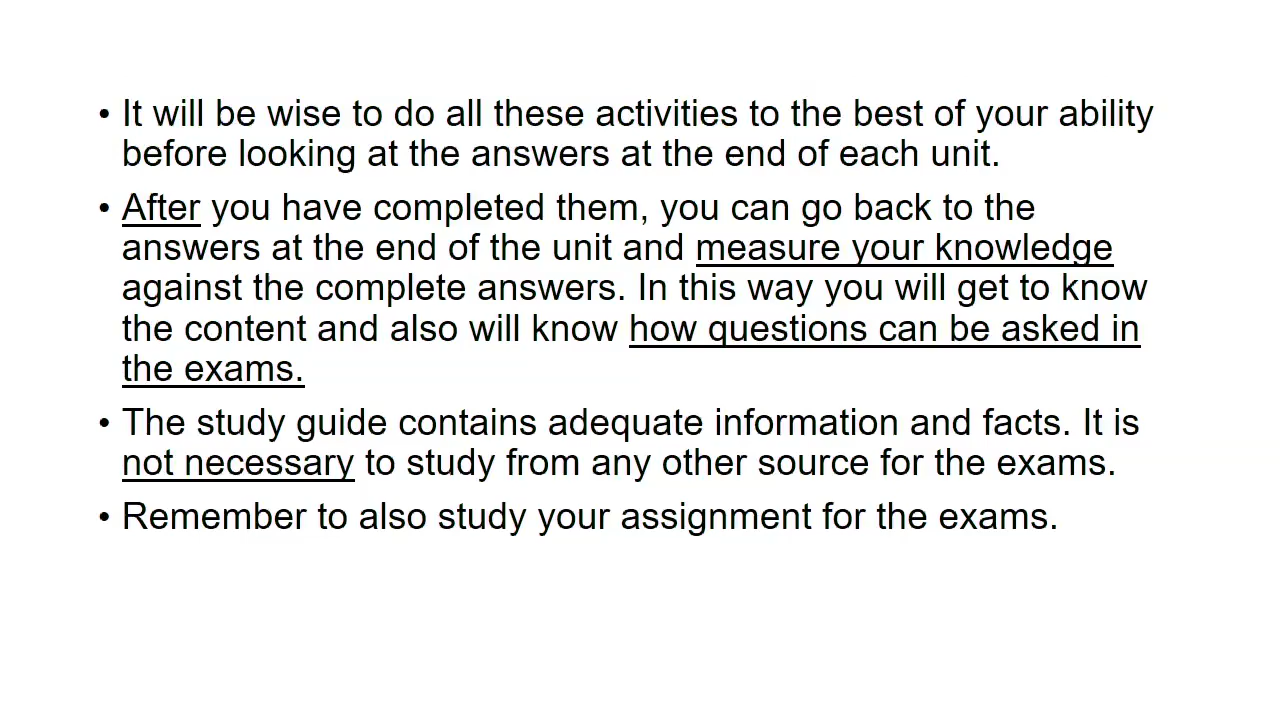 • It will be wise to do all these activities to the best of your ability
before looking at the answers at the end of each unit.
• After you have completed them, you can go back to the
answers at the end of the unit and measure your knowledge
against the complete answers. In this way you will get to know
the content and also will know how questions can be asked in
the exams.
• The study guide contains adequate information and facts. It is
not necessary to study from any other source for the exams.
• Remember to also study your assignment for the exams.